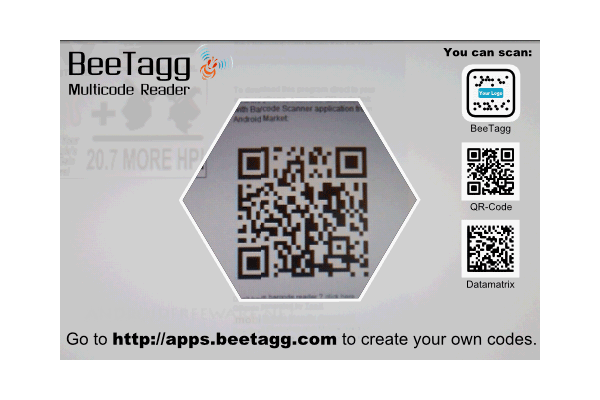 BeeTagg
Multicode Reader
You can scan:
Your Logo
BeeTagg
QR-Code
Datamatrix
with Barcode Scanner application
Android Market:
20.7 MORE HP
Go to http://apps.beetagg.com to create your own codes.